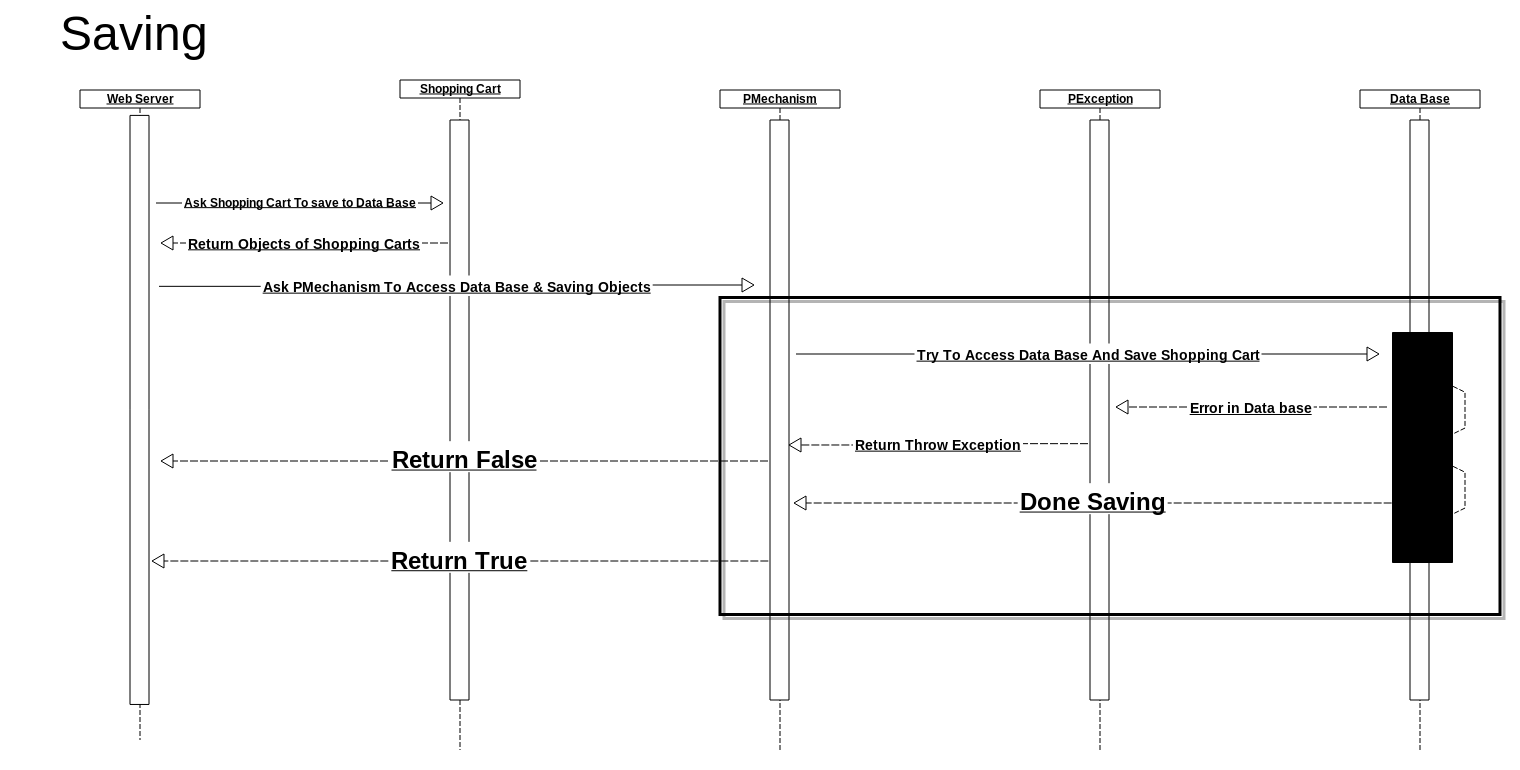 Saving
Web Server
Shopping Cart
PMechanism
PException
Data Base
Ask Shopping Cart To save to Data Base
Return Objects of Shopping Carts
Ask PMechanism To Access Data Base & Saving Objects
Try To Access Data Base And Save Shopping Cart
Error in Data base
Return Throw Exception
Return False
Done Saving
Return True